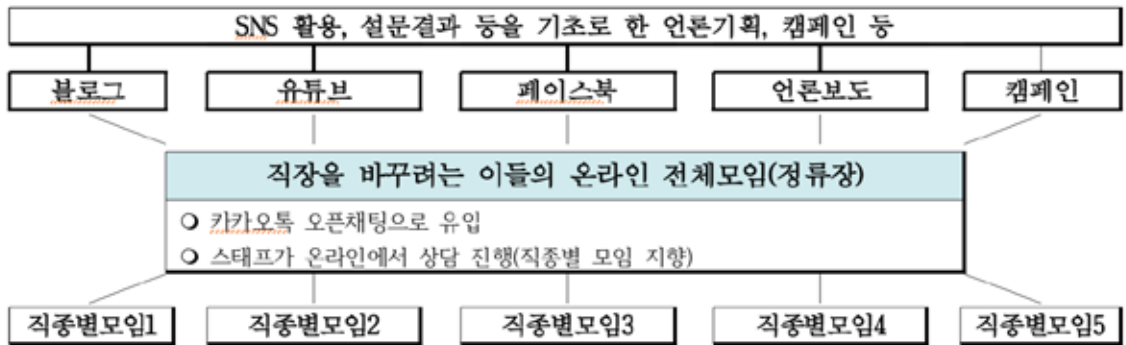 SNS 활용, 설문결과 등을 기초로 한 언론기획, 캠페인 등
블로그 유튜브 페이스북 언론보도 캠페인
직장을 바꾸려는 이들의 온라인 전체모임(정류장)
❍ 카카오톡 오픈채팅으로 유입
❍ 스태프가 온라인에서 상담 진행(직종별 모임 지향)
직종별모임1 직종별모임2 직종별모임3 직종별모임4 직종별모임5